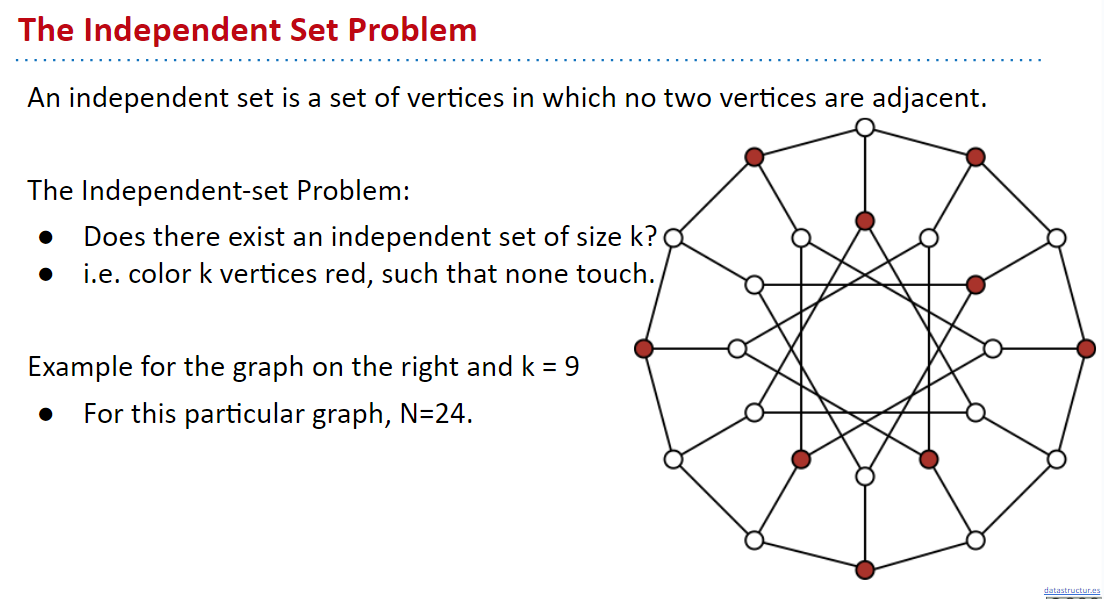 The Independent Set Problem
An independent set is a set of vertices in which no two vertices are adjacent.
The Independent-set Problem:
● Does there exist an independent set of size k?
● i.e. color k vertices red, such that none touch.
Example for the graph on the right and k = 9
● For this particular graph, N=24.
datastructur.es